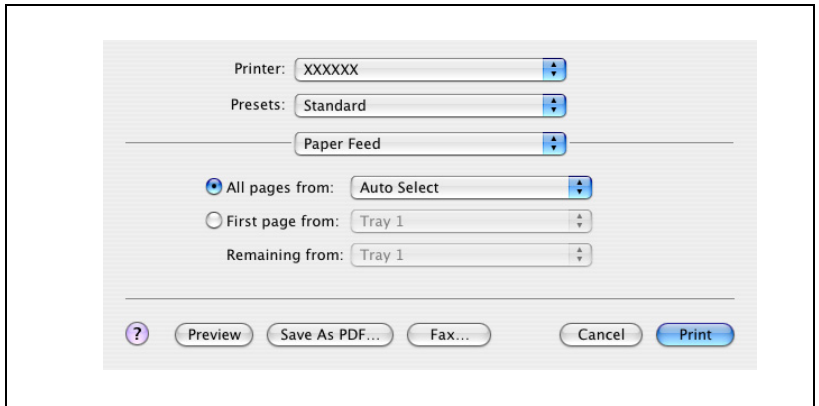 Printer: XXXXXX
Presets: Standard
Paper Feed
All pages from: Auto Select
First page from: Tray 1
Remaining from: Tray 1
? Preview Save As PDF... Fax... Cancel Print